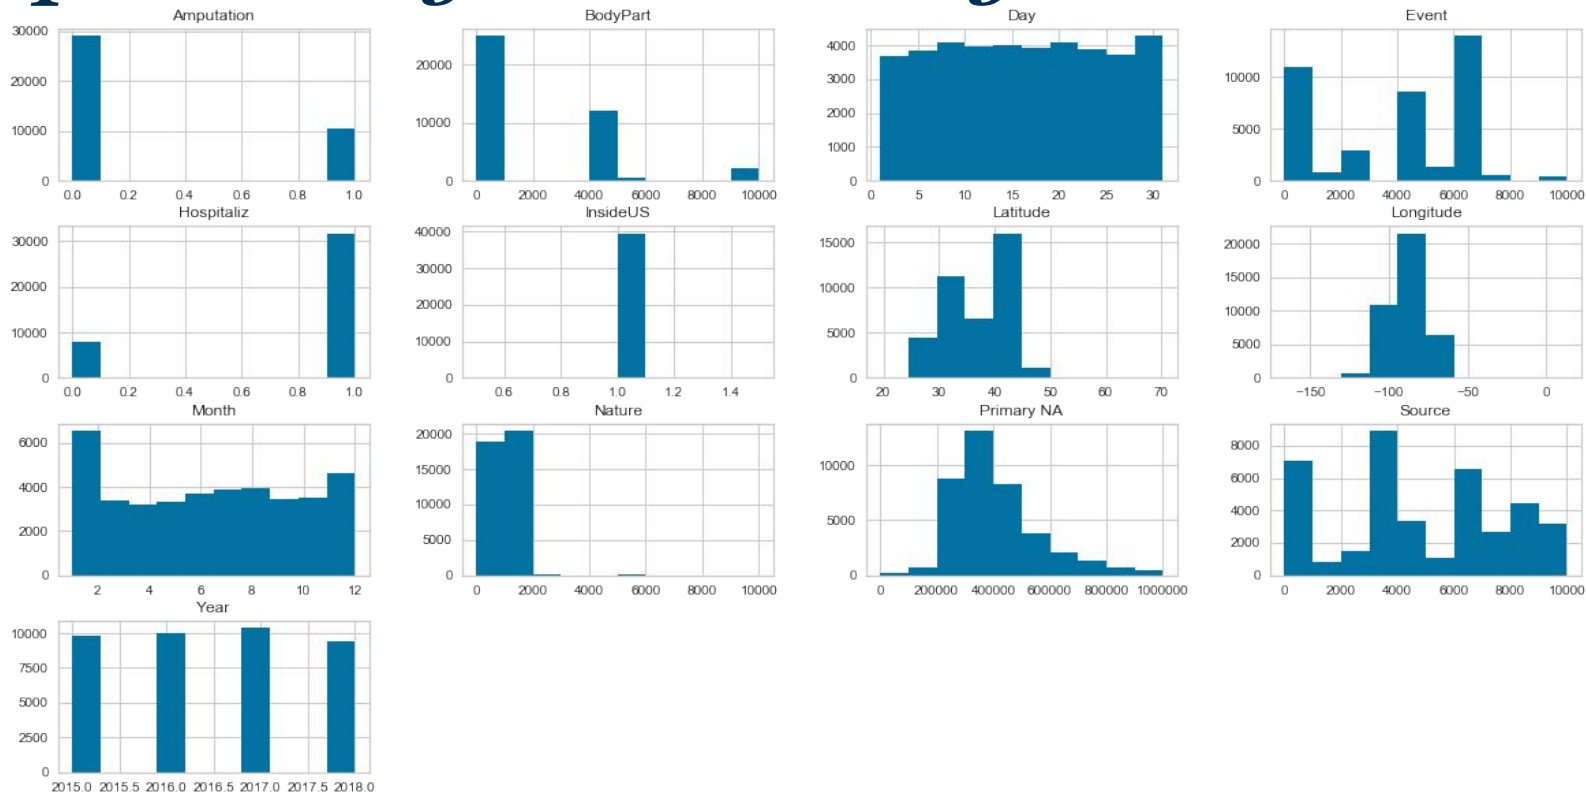 Amputation BodyPart Day Event
30000 20000 10000 0
20000 10000 0
4000 3000 2000 1000 0
10000 5000 0
0.0 0.2 0.4 0.6 0.8 1.0
0 2000 4000 6000 8000 10000
0 5 10 15 20 25 30
0 2000 4000 6000 8000 10000
Hospitaliz InsideUS Latitude Longitude
30000 20000 10000 0
40000 30000 20000 10000 0
15000 10000 5000 0
20000 15000 10000 5000 0
0.0 0.2 0.4 0.6 0.8 1.0
0.6 0.8 1.0 1.2 1.4
20 30 40 50 60 70
−150 −100 −50 0
Month Nature Primary NA Source
6000 4000 2000 0
20000 15000 10000 5000 0
10000 5000 0
8000 6000 4000 2000 0
2 4 6 8 10 12
0 2000 4000 6000 8000 10000
0 200000 400000 600000 800000 1000000
0 2000 4000 6000 8000 10000
Year
10000 7500 5000 2500 0
2015.0 2015.5 2016.0 2016.5 2017.0 2017.5 2018.0